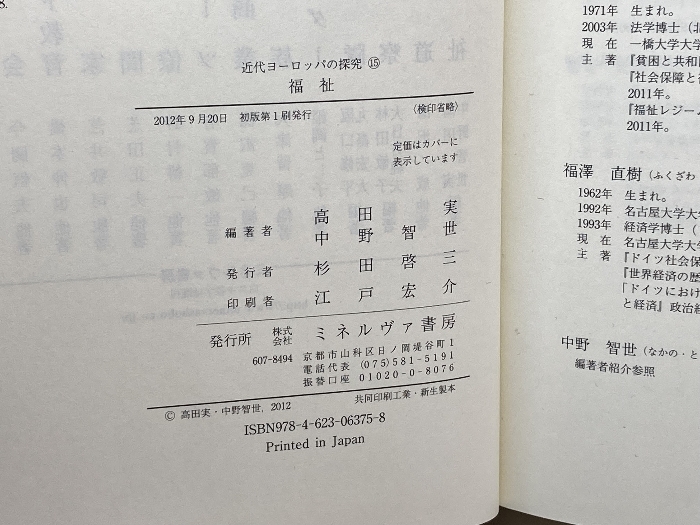 8.
近代ヨーロッパの探究 ⑮
福祉
2012年9月20日 初版第1刷発行 〈検印省略〉
定価はカバーに
表示しています
編著者 高田実
中野智世
発行者 杉田啓三
印刷者 江戸宏介
発行所 株式会社 ミネルヴァ書房
607-8494 京都市山科区日ノ岡堤谷町1
電話代表 (075)581-5191
振替口座 01020-0-8076
© 高田実・中野智世, 2012 共同印刷工業・新生製本
ISBN978-4-623-06375-8
Printed in Japan
1971年 生まれ。
2003年 法学博士（北
現在 一橋大学大学
主著 『貧困と共和
『社会保障と
2011年。
『福祉レジー
2011年。
福澤 直樹（ふくざわ
1962年 生まれ。
1992年 名古屋大学大
1993年 経済学博士（
現在 名古屋大学大学
主著 『ドイツ社会保
『世界経済の歴
「ドイツにおけ
と経済』政治経
中野 智世（なかの・と
編著者紹介参照